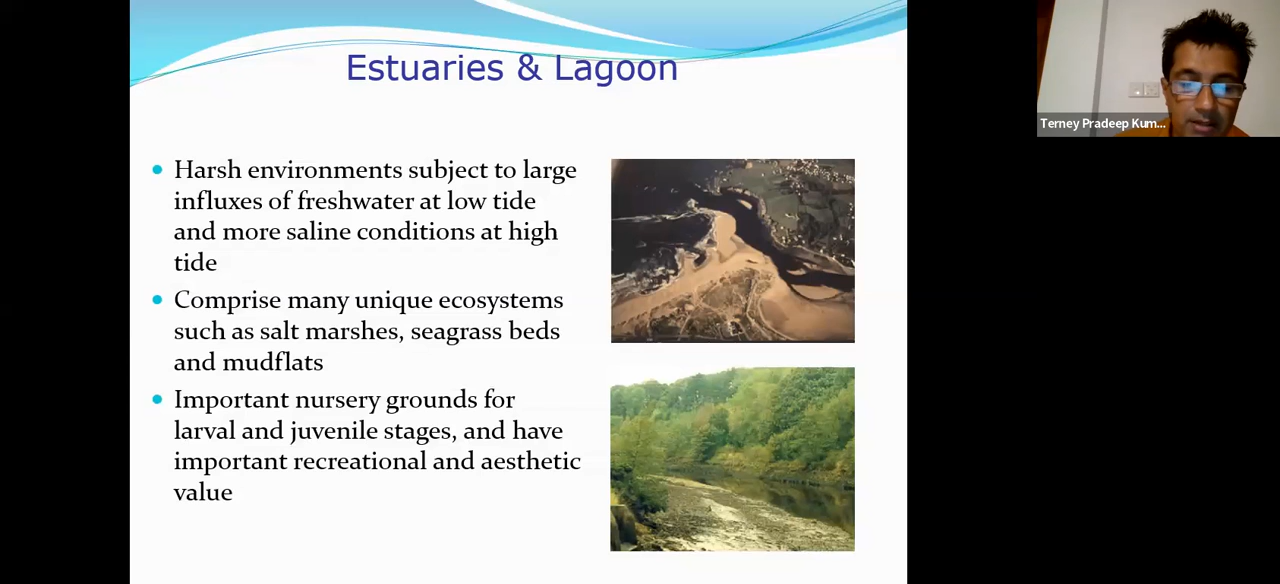 Estuaries & Lagoon
Terney Pradeep Kum...
• Harsh environments subject to large
influxes of freshwater at low tide
and more saline conditions at high
tide
• Comprise many unique ecosystems
such as salt marshes, seagrass beds
and mudflats
• Important nursery grounds for
larval and juvenile stages, and have
important recreational and aesthetic
value